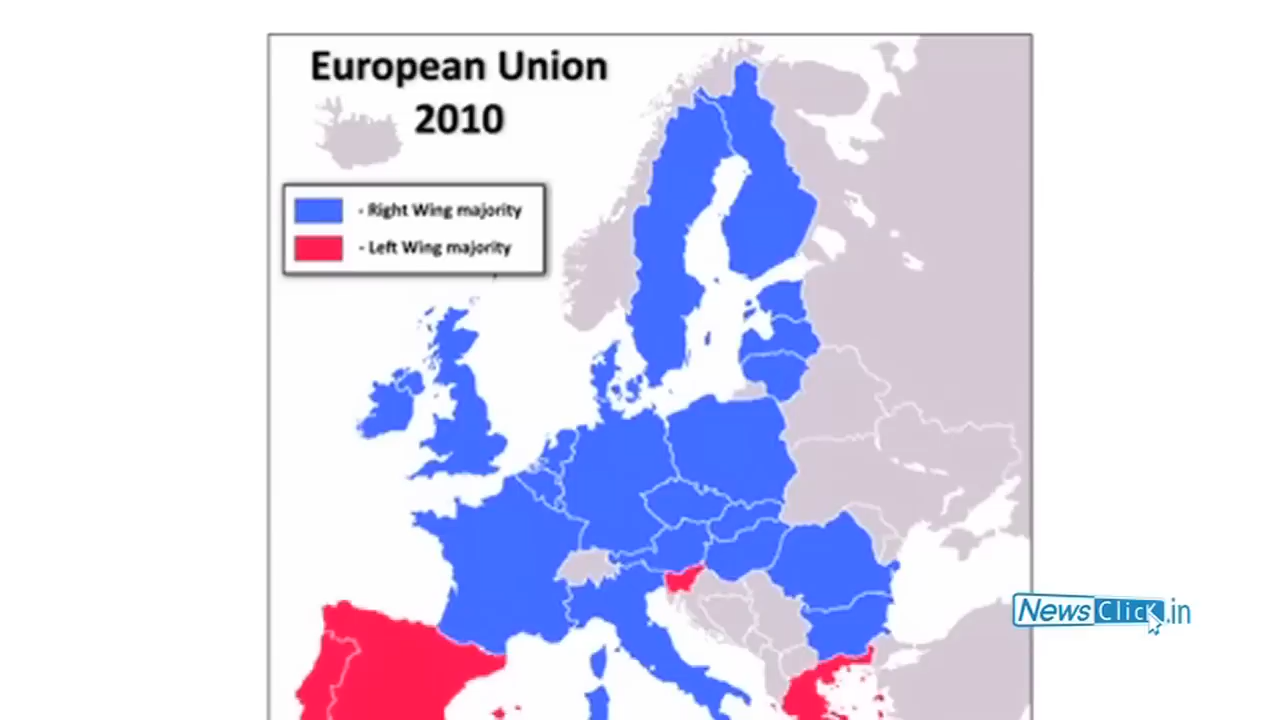 European Union
2010
- Right Wing majority
- Left Wing majority
NewsClick.in